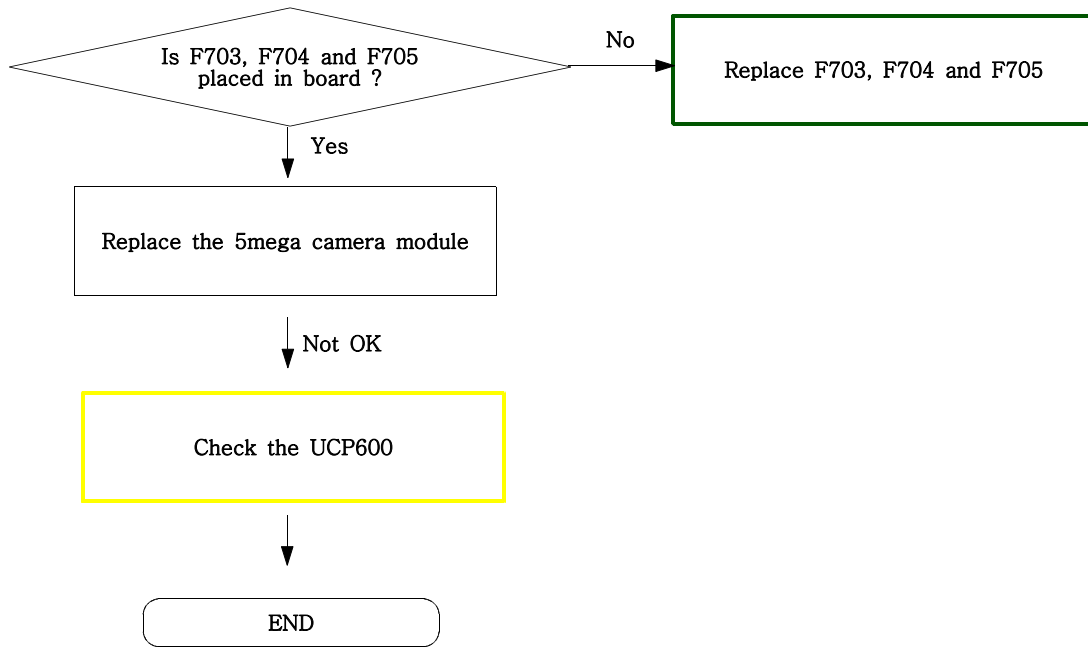 Is F703, F704 and F705
placed in board ?
No
Replace F703, F704 and F705
Yes
Replace the 5mega camera module
Not OK
Check the UCP600
END